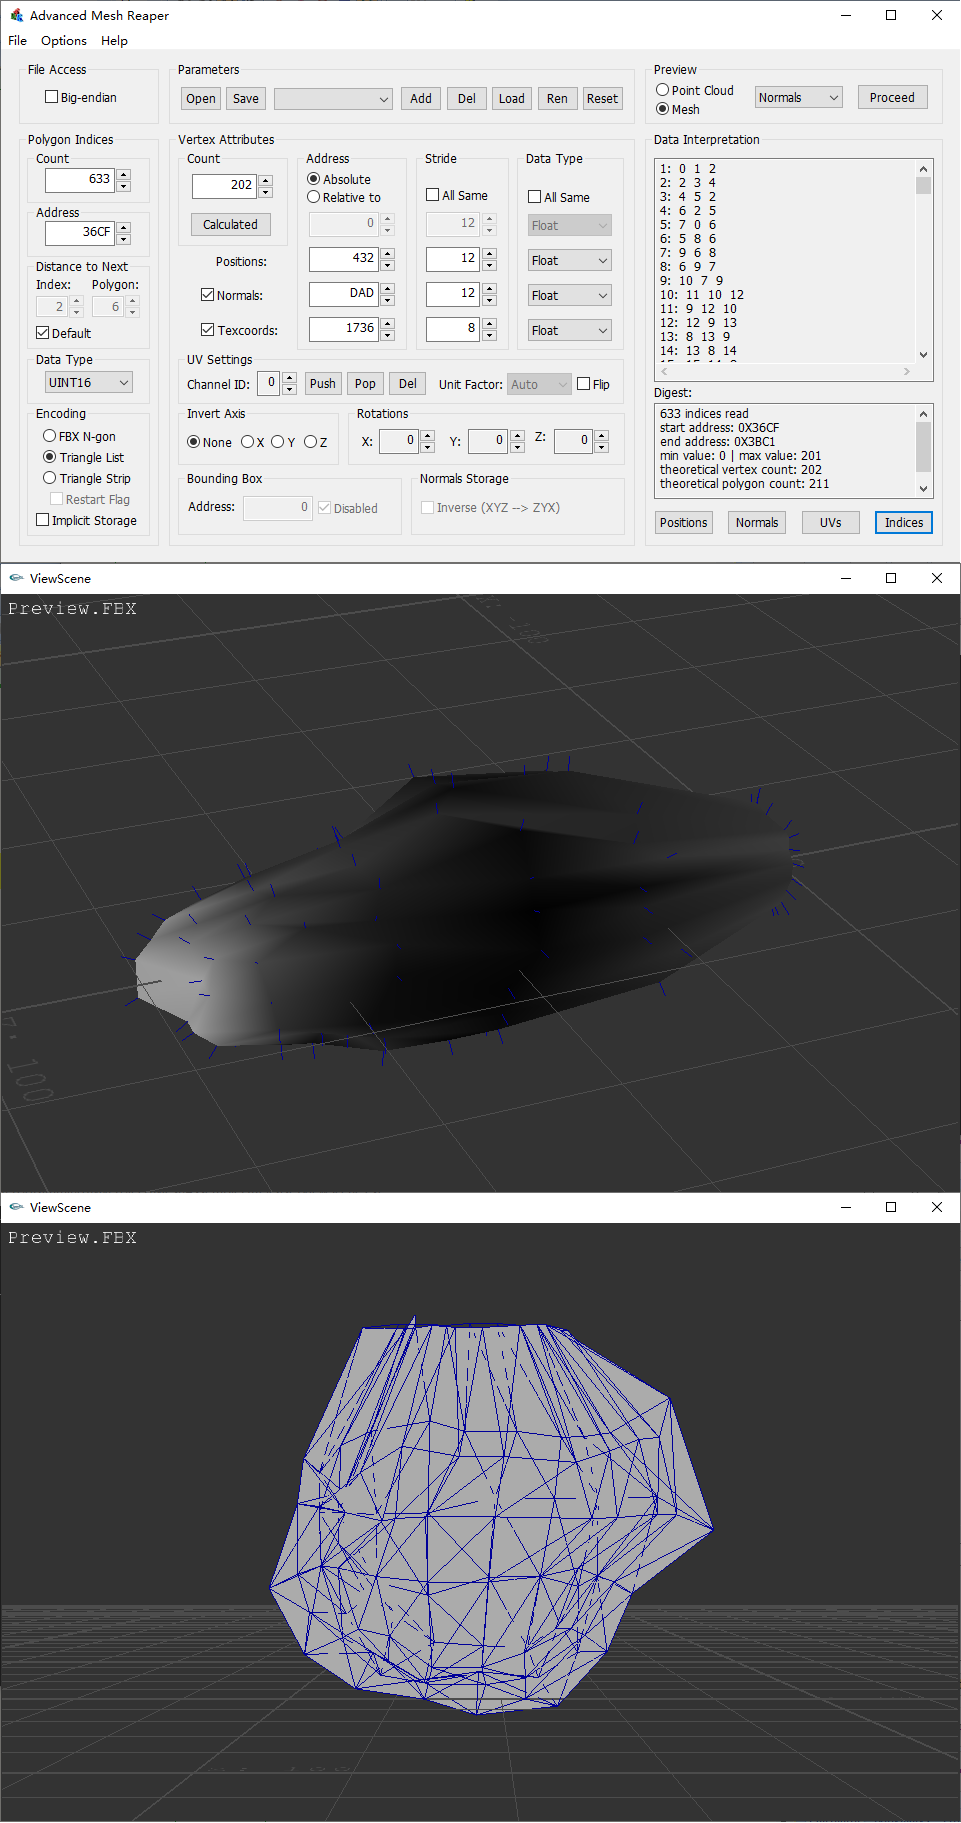 Advanced Mesh Reaper
File Options Help
File Access
Big-endian
Parameters
Open Save Add Del Load Ren Reset
Preview
Point Cloud
Mesh
Normals
Proceed
Polygon Indices
Count
633
Address
36CF
Distance to Next
Index: Polygon:
2 6
Default
Data Type
UINT16
Encoding
FBX N-gon
Triangle List
Triangle Strip
Restart Flag
Implicit Storage
Vertex Attributes
Count
202
Calculated
Address
Absolute
Relative to
0
Stride
All Same
12
Data Type
All Same
Float
Positions: 432 12 Float
Normals: DAD 12 Float
Texcoords: 1736 8 Float
UV Settings
Channel ID: 0 Push Pop Del Unit Factor: Auto Flip
Invert Axis
None X Y Z
Rotations
X: 0 Y: 0 Z: 0
Bounding Box
Address: 0 Disabled
Normals Storage
Inverse (XYZ --> ZYX)
Data Interpretation
1: 0 1 2
2: 2 3 4
3: 4 5 2
4: 6 2 5
5: 7 0 6
6: 5 8 6
7: 9 6 8
8: 6 9 7
9: 10 7 9
10: 11 10 12
11: 9 12 10
12: 12 9 13
13: 8 13 9
14: 13 8 14
Digest:
633 indices read
start address: 0X36CF
end address: 0X3BC1
min value: 0 | max value: 201
theoretical vertex count: 202
theoretical polygon count: 211
Positions Normals UVs Indices
ViewScene
Preview.FBX
ViewScene
Preview.FBX